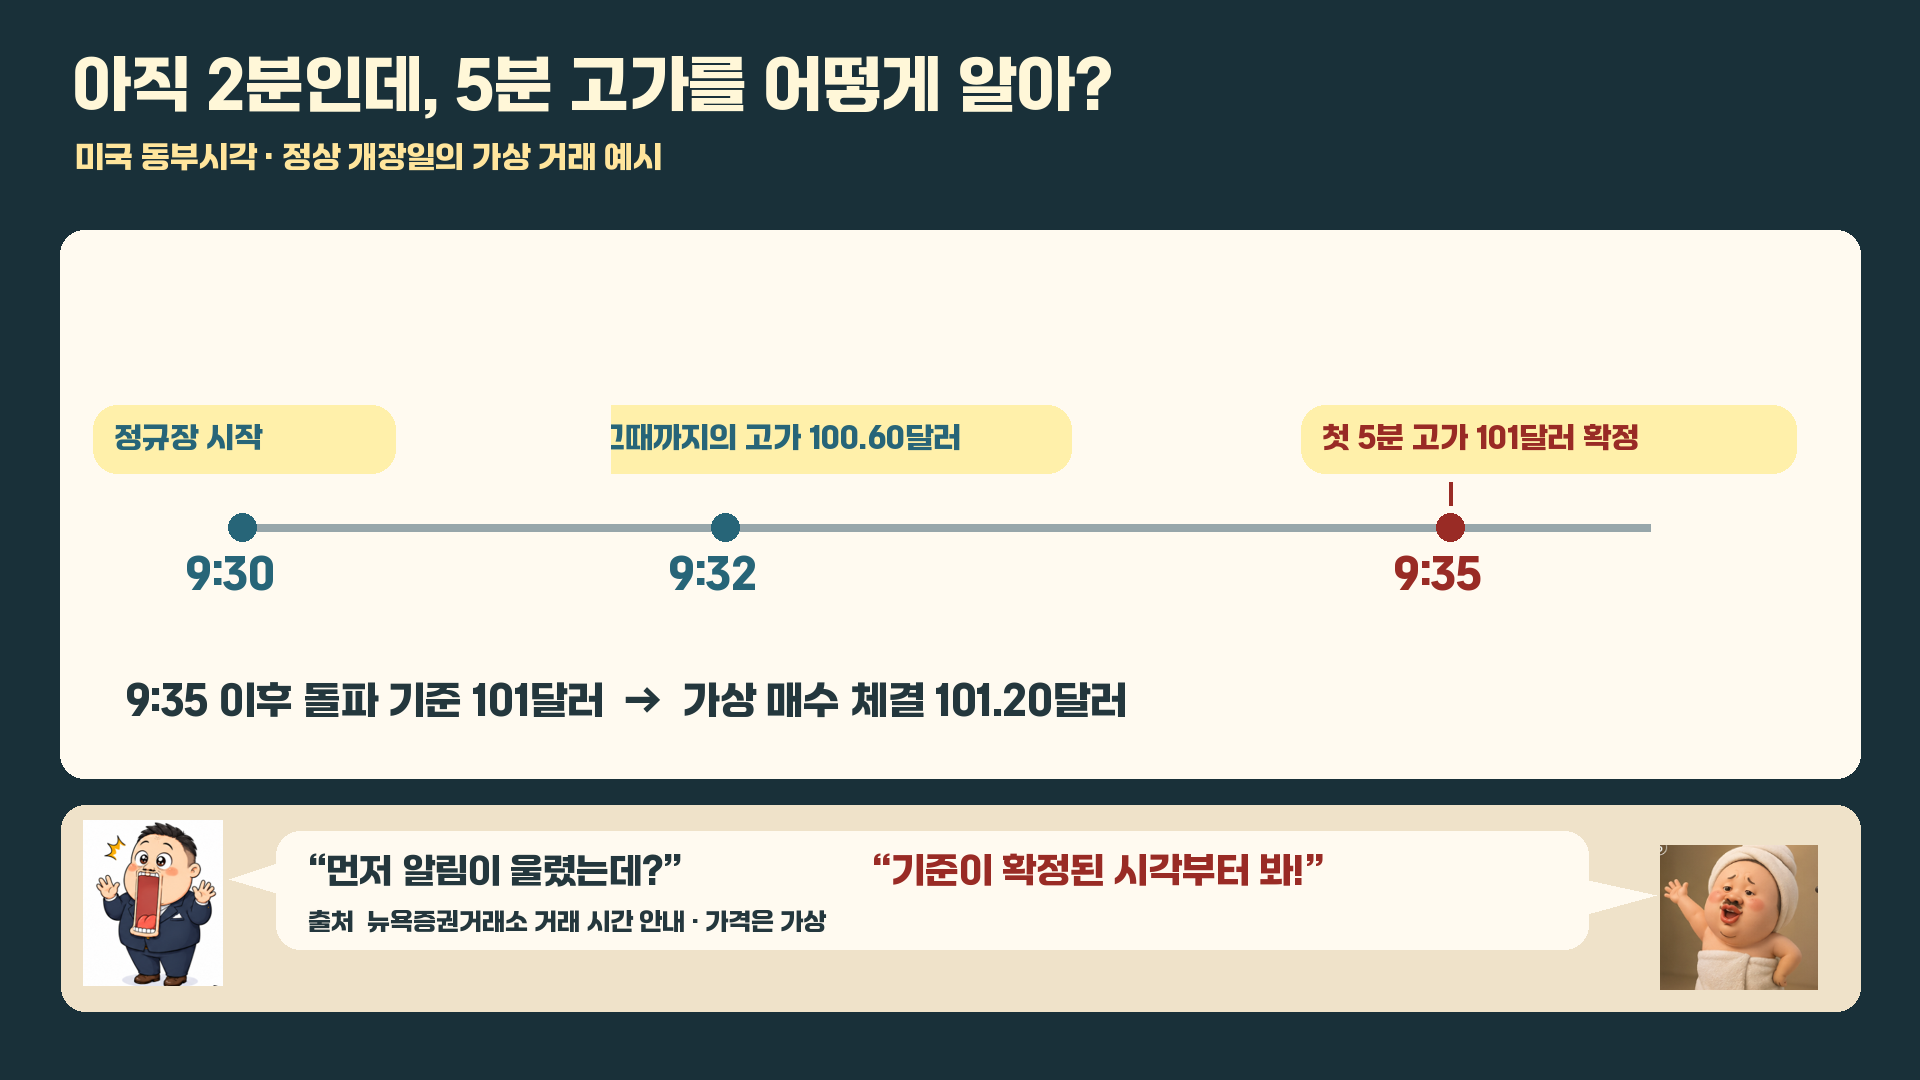 아직 2분인데, 5분 고가를 어떻게 알아?
미국 동부시각 · 정상 개장일의 가상 거래 예시
정규장 시작
그때까지의 고가 100.60달러
첫 5분 고가 101달러 확정
9:30
9:32
9:35
9:35 이후 돌파 기준 101달러 → 가상 매수 체결 101.20달러
“먼저 알림이 울렸는데?”
“기준이 확정된 시각부터 봐!”
출처 뉴욕증권거래소 거래 시간 안내 · 가격은 가상